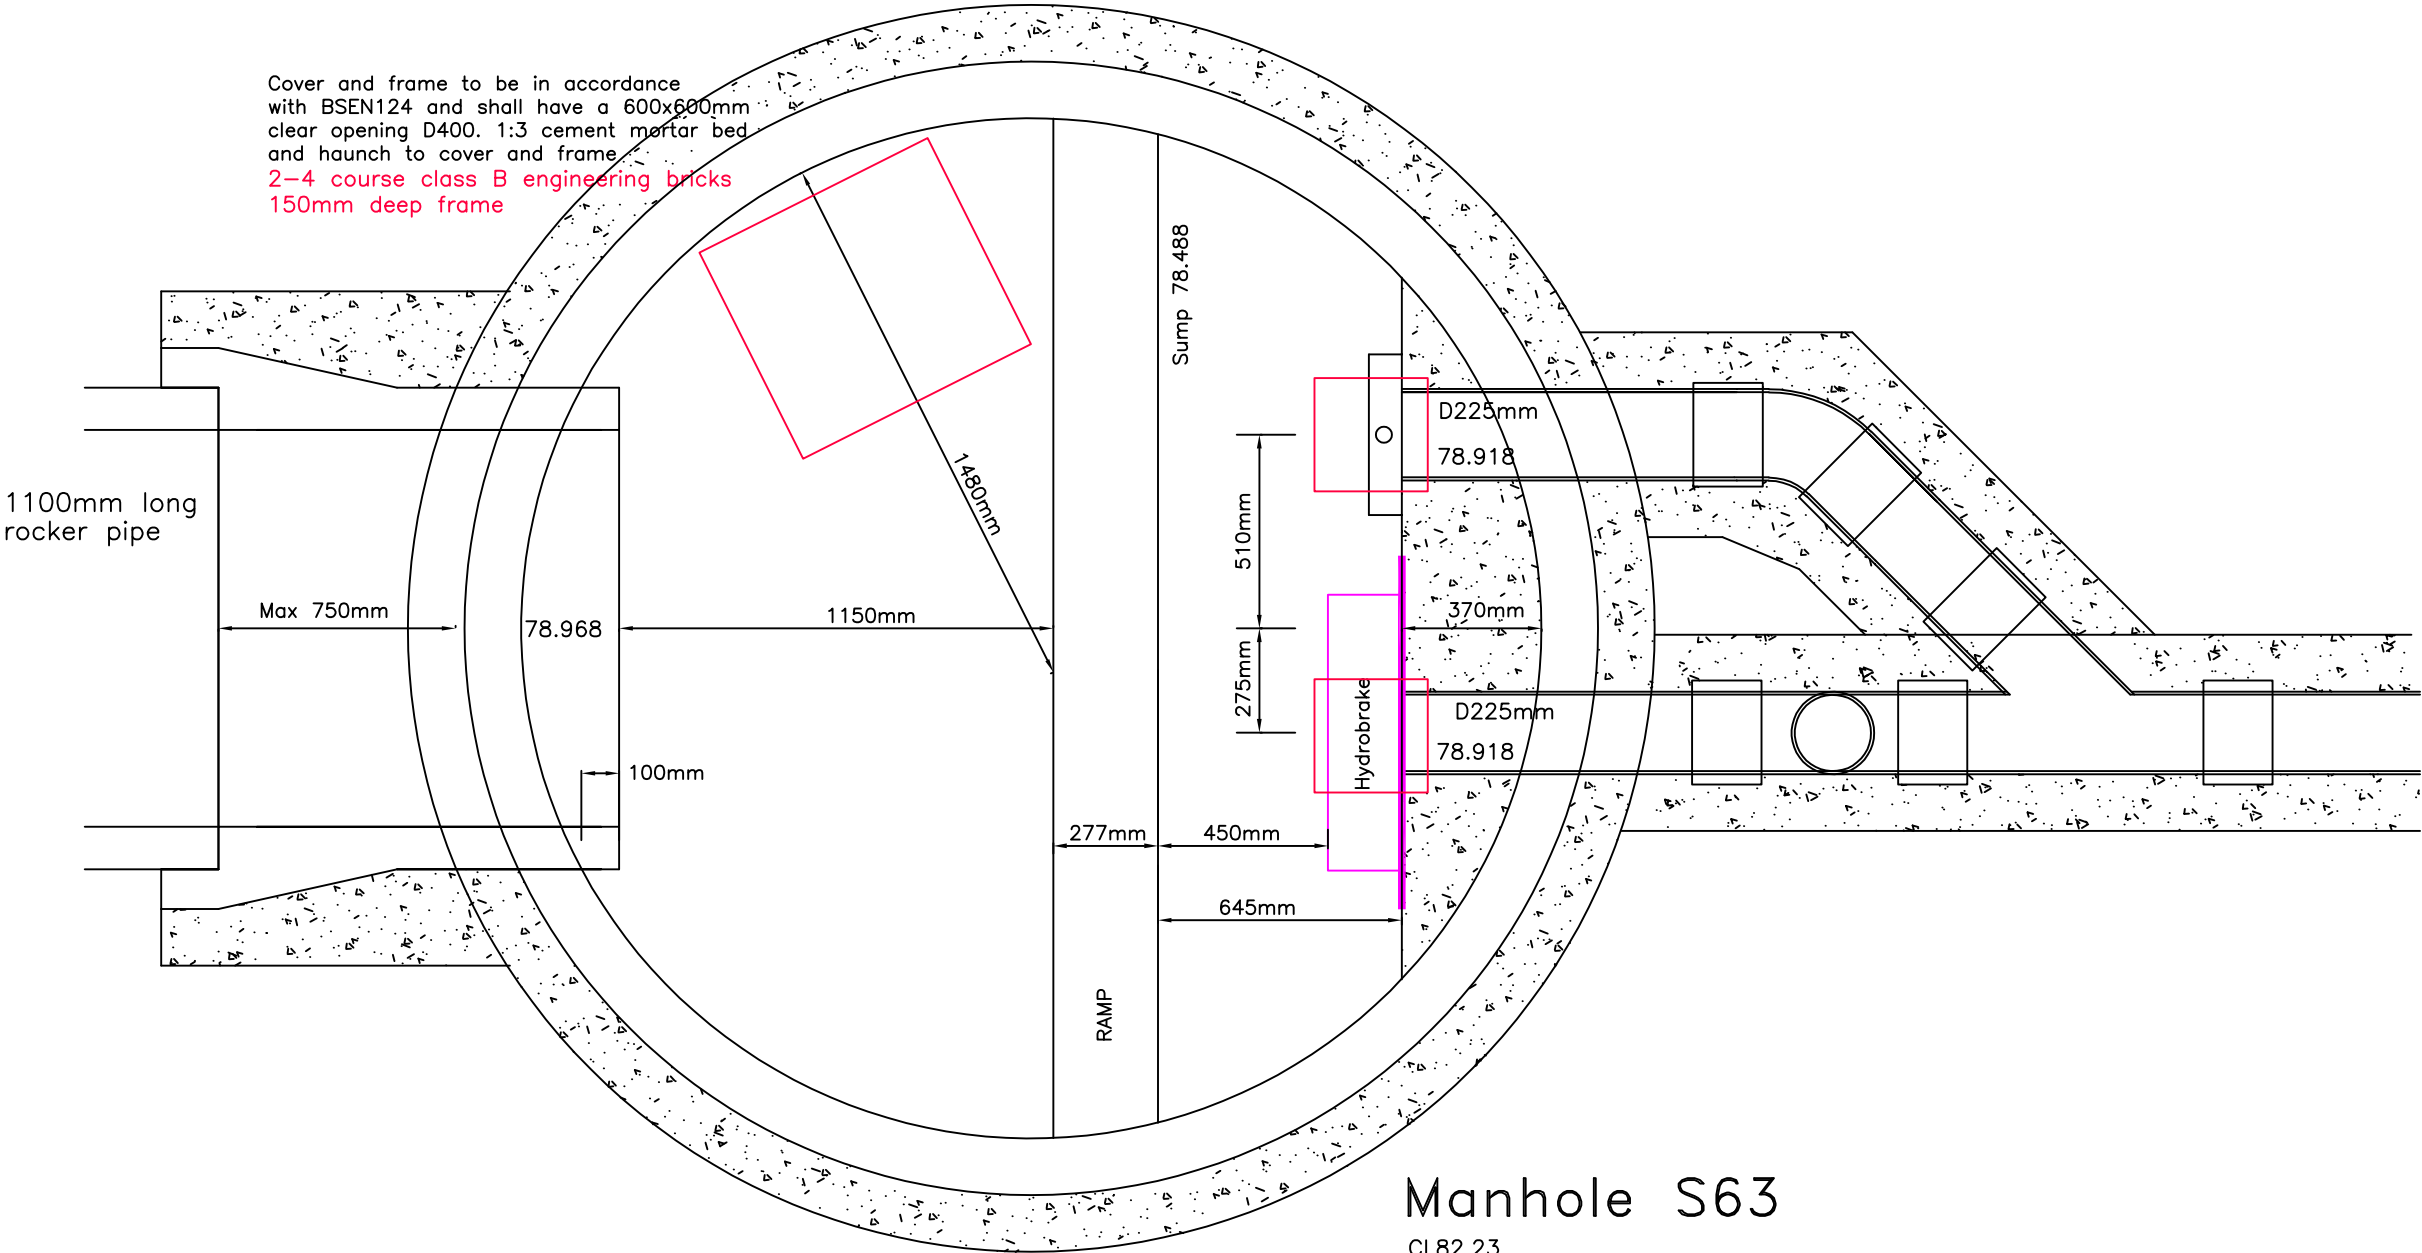 Cover and frame to be in accordance
with BSEN124 and shall have a 600x600mm
clear opening D400. 1:3 cement mortar bed
and haunch to cover and frame
2-4 course class B engineering bricks
150mm deep frame
Sump 78.488
D225mm
78.918
1100mm long
rocker pipe
1480mm
510mm
Max 750mm
78.968
1150mm
370mm
275mm
Hydrobrake
D225mm
78.918
100mm
277mm
450mm
645mm
RAMP
Manhole S63
CL82.23